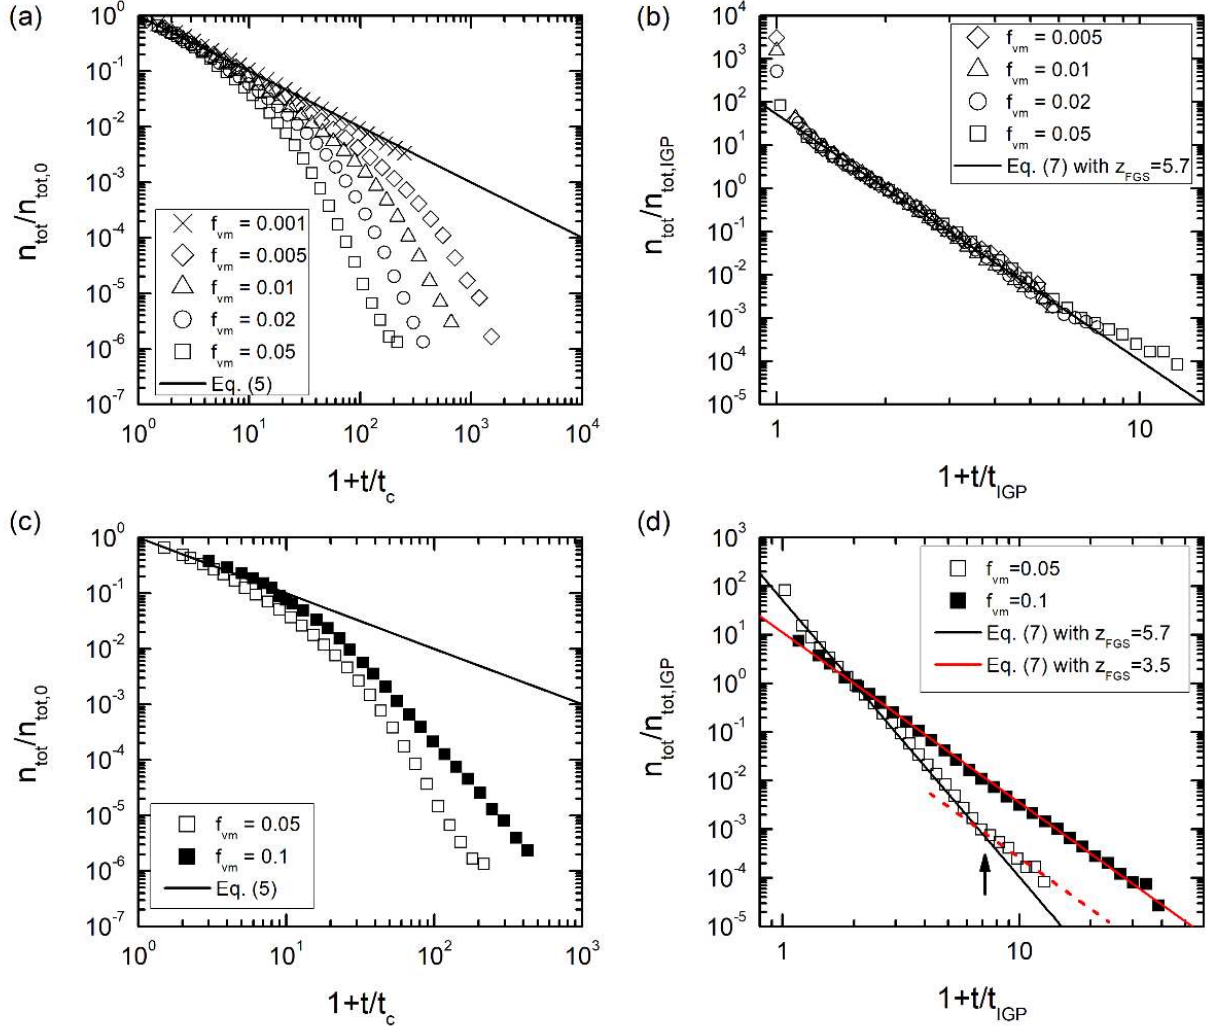 (a)
10^0
10^-1
10^-2
10^-3
10^-4
10^-5
10^-6
10^-7
n_tot/n_tot,0
f_vm = 0.001
f_vm = 0.005
f_vm = 0.01
f_vm = 0.02
f_vm = 0.05
Eq. (5)
10^0 10^1 10^2 10^3 10^4
1+t/t_c
(b)
10^4
10^3
10^2
10^1
10^0
10^-1
10^-2
10^-3
10^-4
10^-5
n_tot/n_tot,IGP
f_vm = 0.005
f_vm = 0.01
f_vm = 0.02
f_vm = 0.05
Eq. (7) with z_FGS=5.7
1 10
1+t/t_IGP
(c)
10^0
10^-1
10^-2
10^-3
10^-4
10^-5
10^-6
10^-7
n_tot/n_tot,0
f_vm = 0.05
f_vm = 0.1
Eq. (5)
10^0 10^1 10^2 10^3
1+t/t_c
(d)
10^3
10^2
10^1
10^0
10^-1
10^-2
10^-3
10^-4
10^-5
n_tot/n_tot,IGP
f_vm=0.05
f_vm=0.1
Eq. (7) with z_FGS=5.7
Eq. (7) with z_FGS=3.5
1 10
1+t/t_IGP